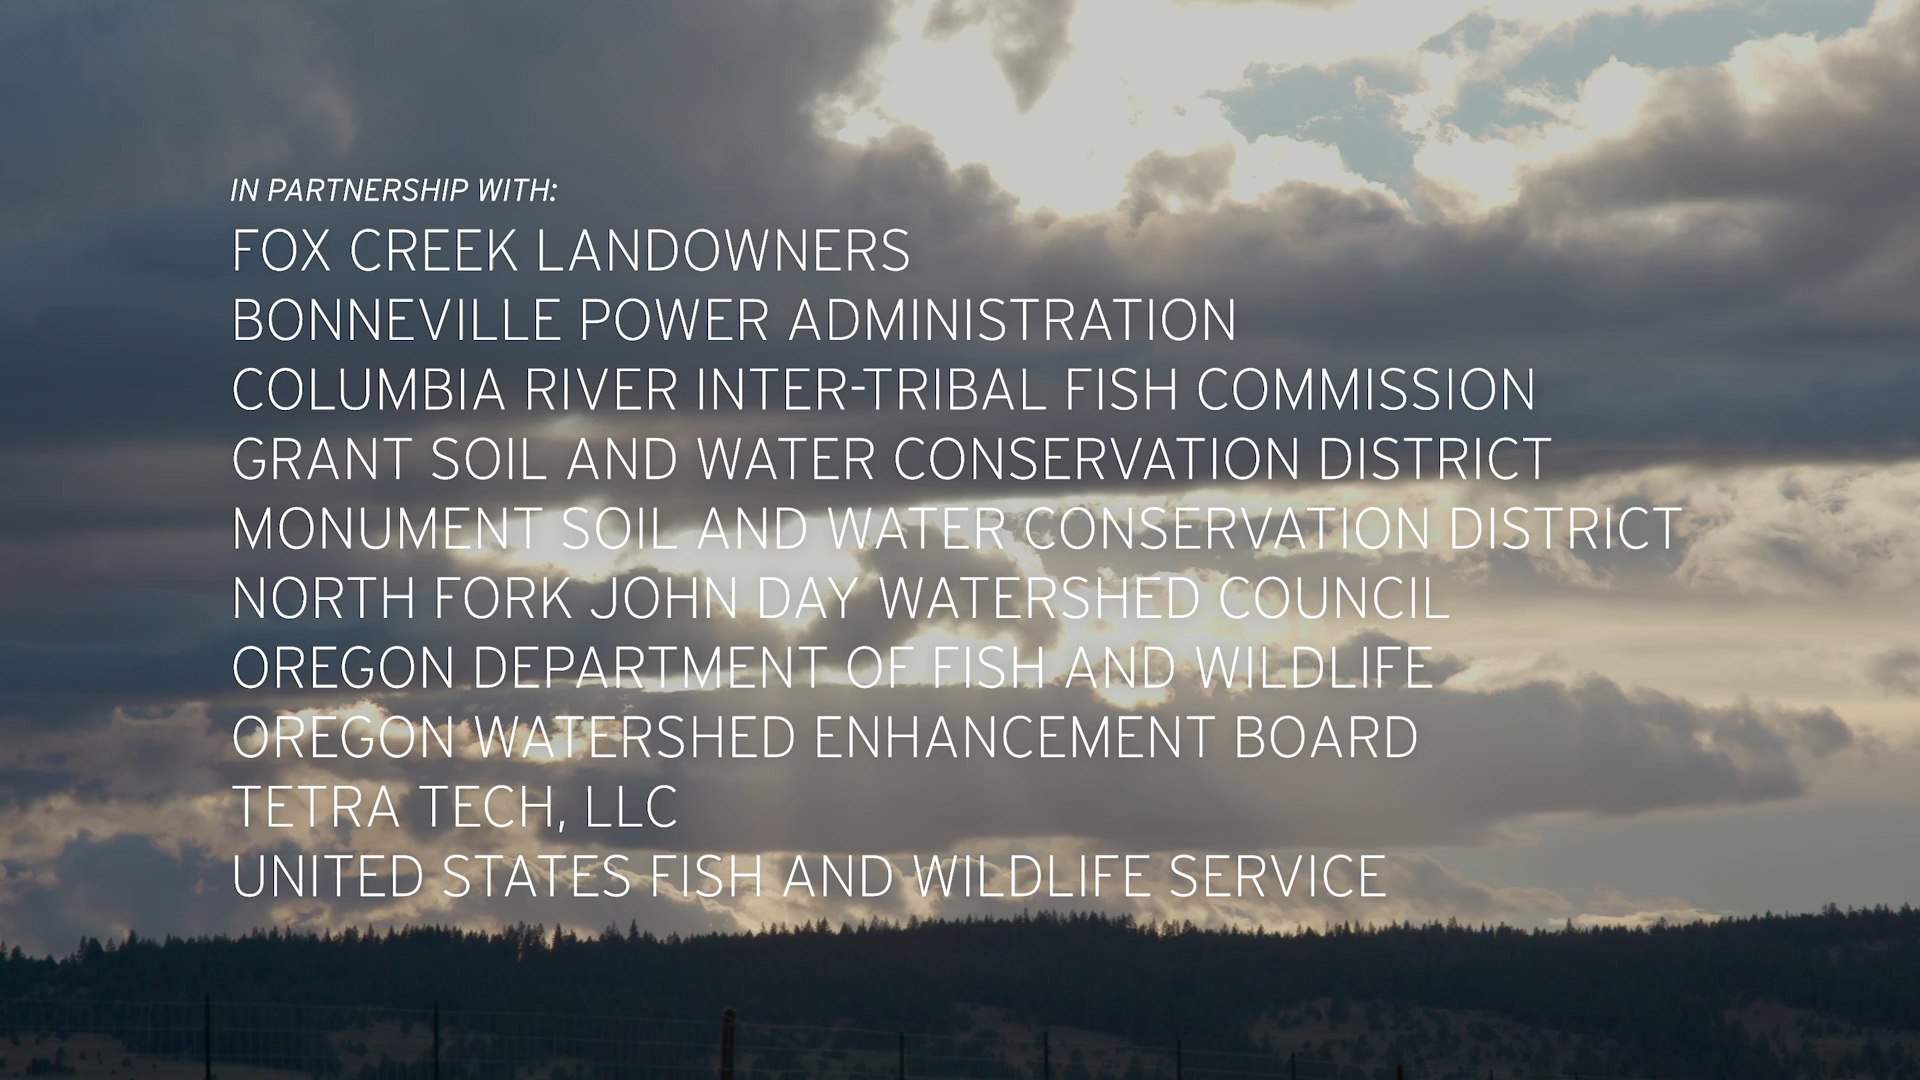 IN PARTNERSHIP WITH:
FOX CREEK LANDOWNERS
BONNEVILLE POWER ADMINISTRATION
COLUMBIA RIVER INTER-TRIBAL FISH COMMISSION
GRANT SOIL AND WATER CONSERVATION DISTRICT
MONUMENT SOIL AND WATER CONSERVATION DISTRICT
NORTH FORK JOHN DAY WATERSHED COUNCIL
OREGON DEPARTMENT OF FISH AND WILDLIFE
OREGON WATERSHED ENHANCEMENT BOARD
TETRA TECH, LLC
UNITED STATES FISH AND WILDLIFE SERVICE